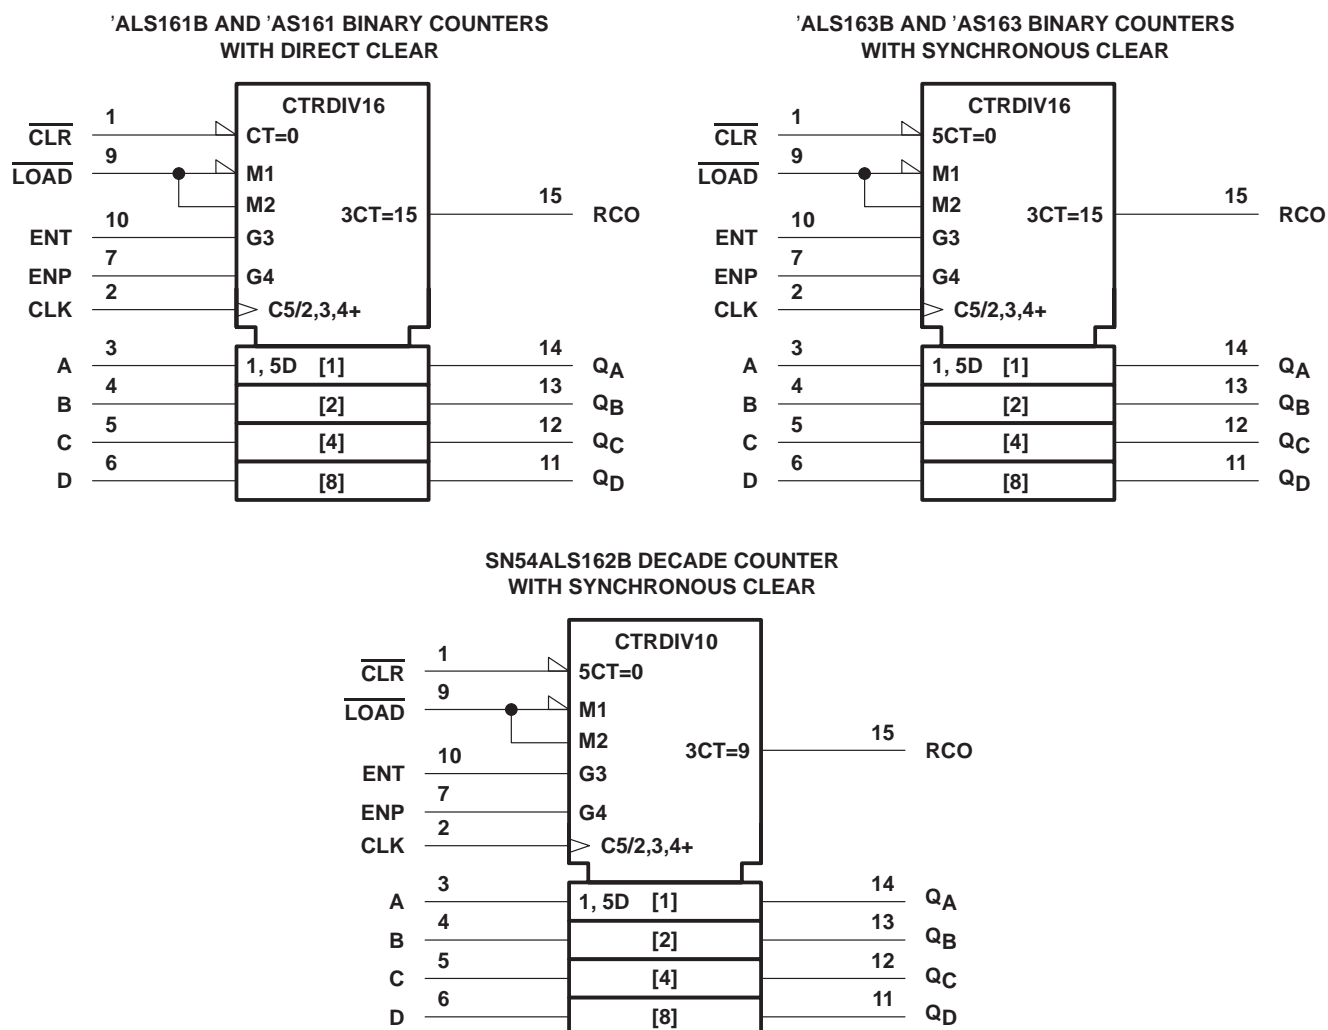 ’ALS161B AND ’AS161 BINARY COUNTERS
WITH DIRECT CLEAR
CTRDIV16
CLR 1 CT=0
LOAD 9 M1
M2
3CT=15 15 RCO
ENT 10 G3
ENP 7 G4
CLK 2 C5/2,3,4+
A 3 1, 5D [1] 14 QA
B 4 [2] 13 QB
C 5 [4] 12 QC
D 6 [8] 11 QD
’ALS163B AND ’AS163 BINARY COUNTERS
WITH SYNCHRONOUS CLEAR
CTRDIV16
CLR 1 5CT=0
LOAD 9 M1
M2
3CT=15 15 RCO
ENT 10 G3
ENP 7 G4
CLK 2 C5/2,3,4+
A 3 1, 5D [1] 14 QA
B 4 [2] 13 QB
C 5 [4] 12 QC
D 6 [8] 11 QD
SN54ALS162B DECADE COUNTER
WITH SYNCHRONOUS CLEAR
CTRDIV10
CLR 1 5CT=0
LOAD 9 M1
M2
3CT=9 15 RCO
ENT 10 G3
ENP 7 G4
CLK 2 C5/2,3,4+
A 3 1, 5D [1] 14 QA
B 4 [2] 13 QB
C 5 [4] 12 QC
D 6 [8] 11 QD